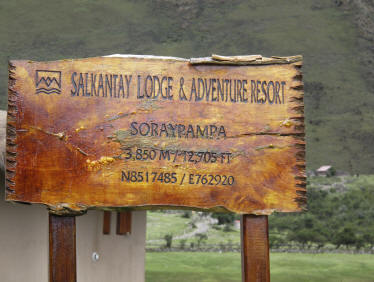 SALKANTAY LODGE & ADVENTURE RESORT
SORAYPAMPA
3,850 M / 12,705 FT
N8517485 / E762920